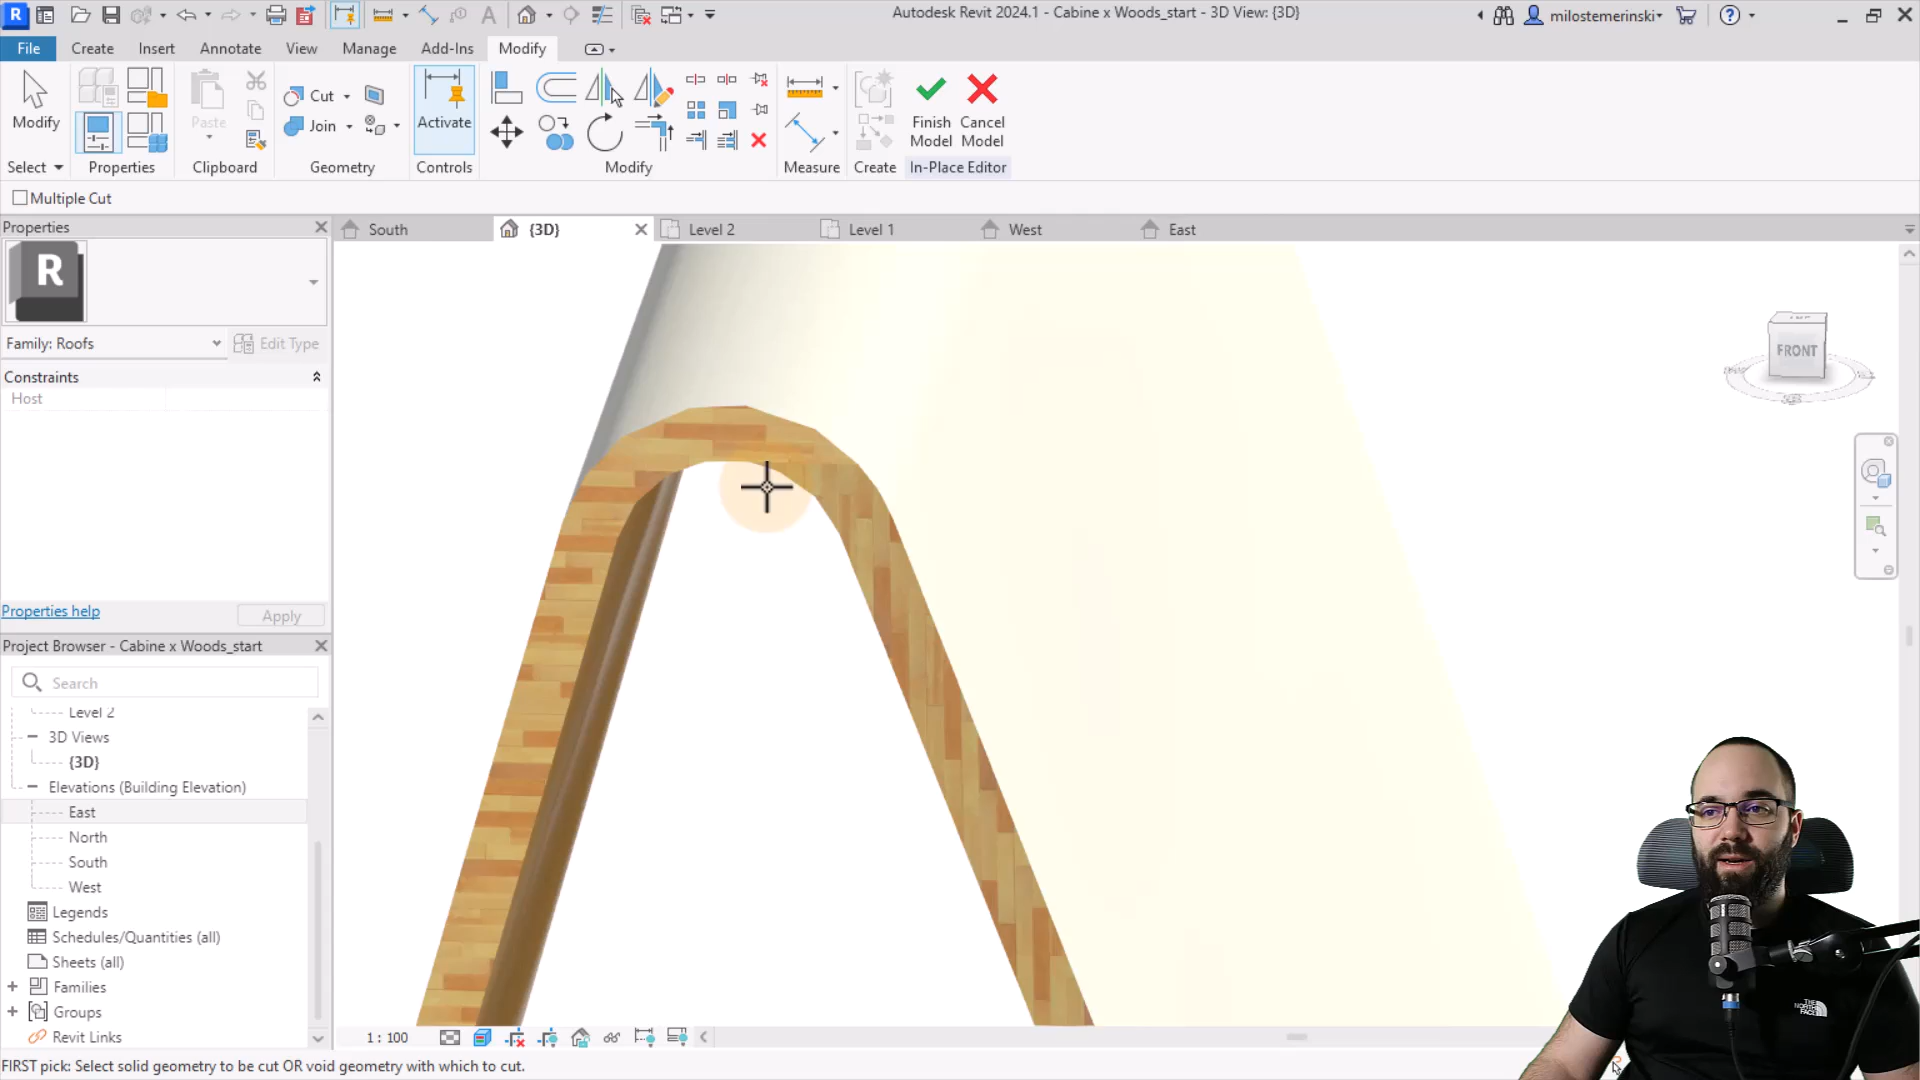 R
Autodesk Revit 2024.1 - Cabine x Woods_start - 3D View: {3D}
milostemerinski
File
Create
Insert
Annotate
View
Manage
Add-Ins
Modify
Modify
Paste
Cut
Join
Activate
Finish Model
Cancel Model
Select
Properties
Clipboard
Geometry
Controls
Modify
Measure
Create
In-Place Editor
Multiple Cut
Properties
South
{3D}
Level 2
Level 1
West
East
R
Family: Roofs
Edit Type
Constraints
Host
TOP
FRONT
Properties help
Apply
Project Browser - Cabine x Woods_start
Search
Level 2
3D Views
{3D}
Elevations (Building Elevation)
East
North
South
West
Legends
Schedules/Quantities (all)
Sheets (all)
Families
Groups
Revit Links
1 : 100
FIRST pick: Select solid geometry to be cut OR void geometry with which to cut.
THE NORTH FACE